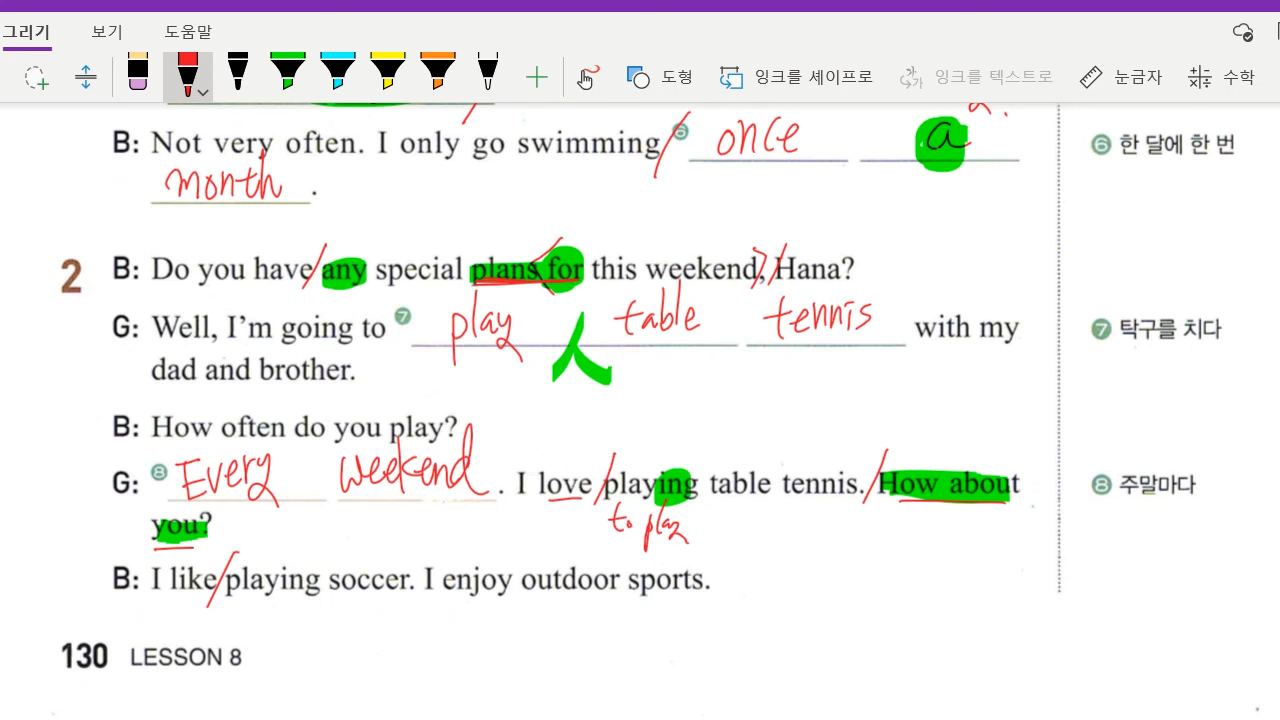 그리기 보기 도움말
도형 잉크를 셰이프로 잉크를 텍스트로 눈금자 수학
B: Not very often. I only go swimming / ⑥ once a
⑥ 한 달에 한 번
month .
2 B: Do you have / any special plans for this weekend, / Hana?
G: Well, I'm going to ⑦ play table tennis with my
⑦ 탁구를 치다
dad and brother.
B: How often do you play?
G: ⑧ Every weekend . I love / playing table tennis. / How about
⑧ 주말마다
you?
to play
B: I like / playing soccer. I enjoy outdoor sports.
130 LESSON 8